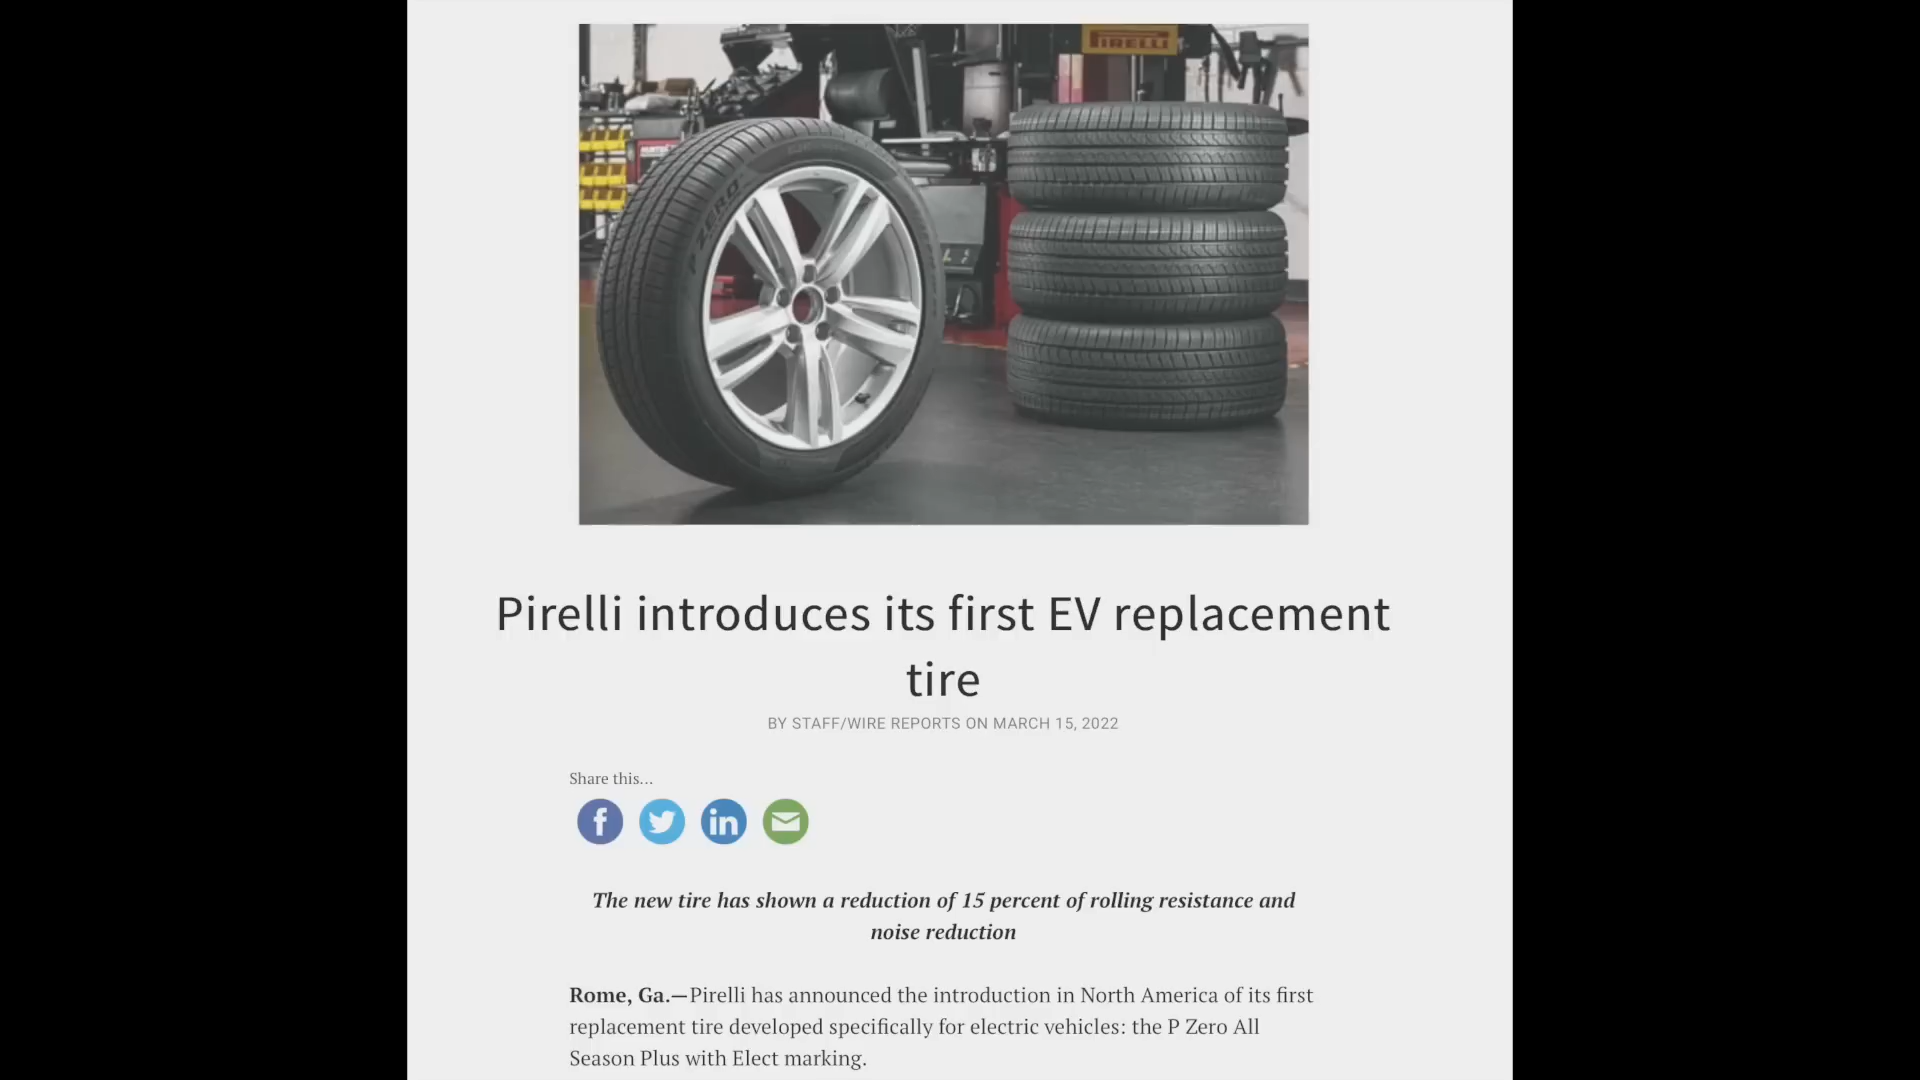 PIRELLI
P ZERO
Pirelli introduces its first EV replacement
tire
BY STAFF/WIRE REPORTS ON MARCH 15, 2022
Share this...
The new tire has shown a reduction of 15 percent of rolling resistance and
noise reduction
Rome, Ga.—Pirelli has announced the introduction in North America of its first
replacement tire developed specifically for electric vehicles: the P Zero All
Season Plus with Elect marking.